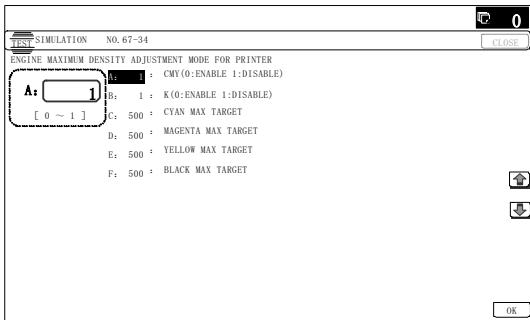 0
TEST SIMULATION NO. 67-34
CLOSE
ENGINE MAXIMUM DENSITY ADJUSTMENT MODE FOR PRINTER
A: 1
[ 0 ~ 1 ]
A: 1 : CMY(0:ENABLE 1:DISABLE)
B: 1 : K(0:ENABLE 1:DISABLE)
C: 500 : CYAN MAX TARGET
D: 500 : MAGENTA MAX TARGET
E: 500 : YELLOW MAX TARGET
F: 500 : BLACK MAX TARGET
OK